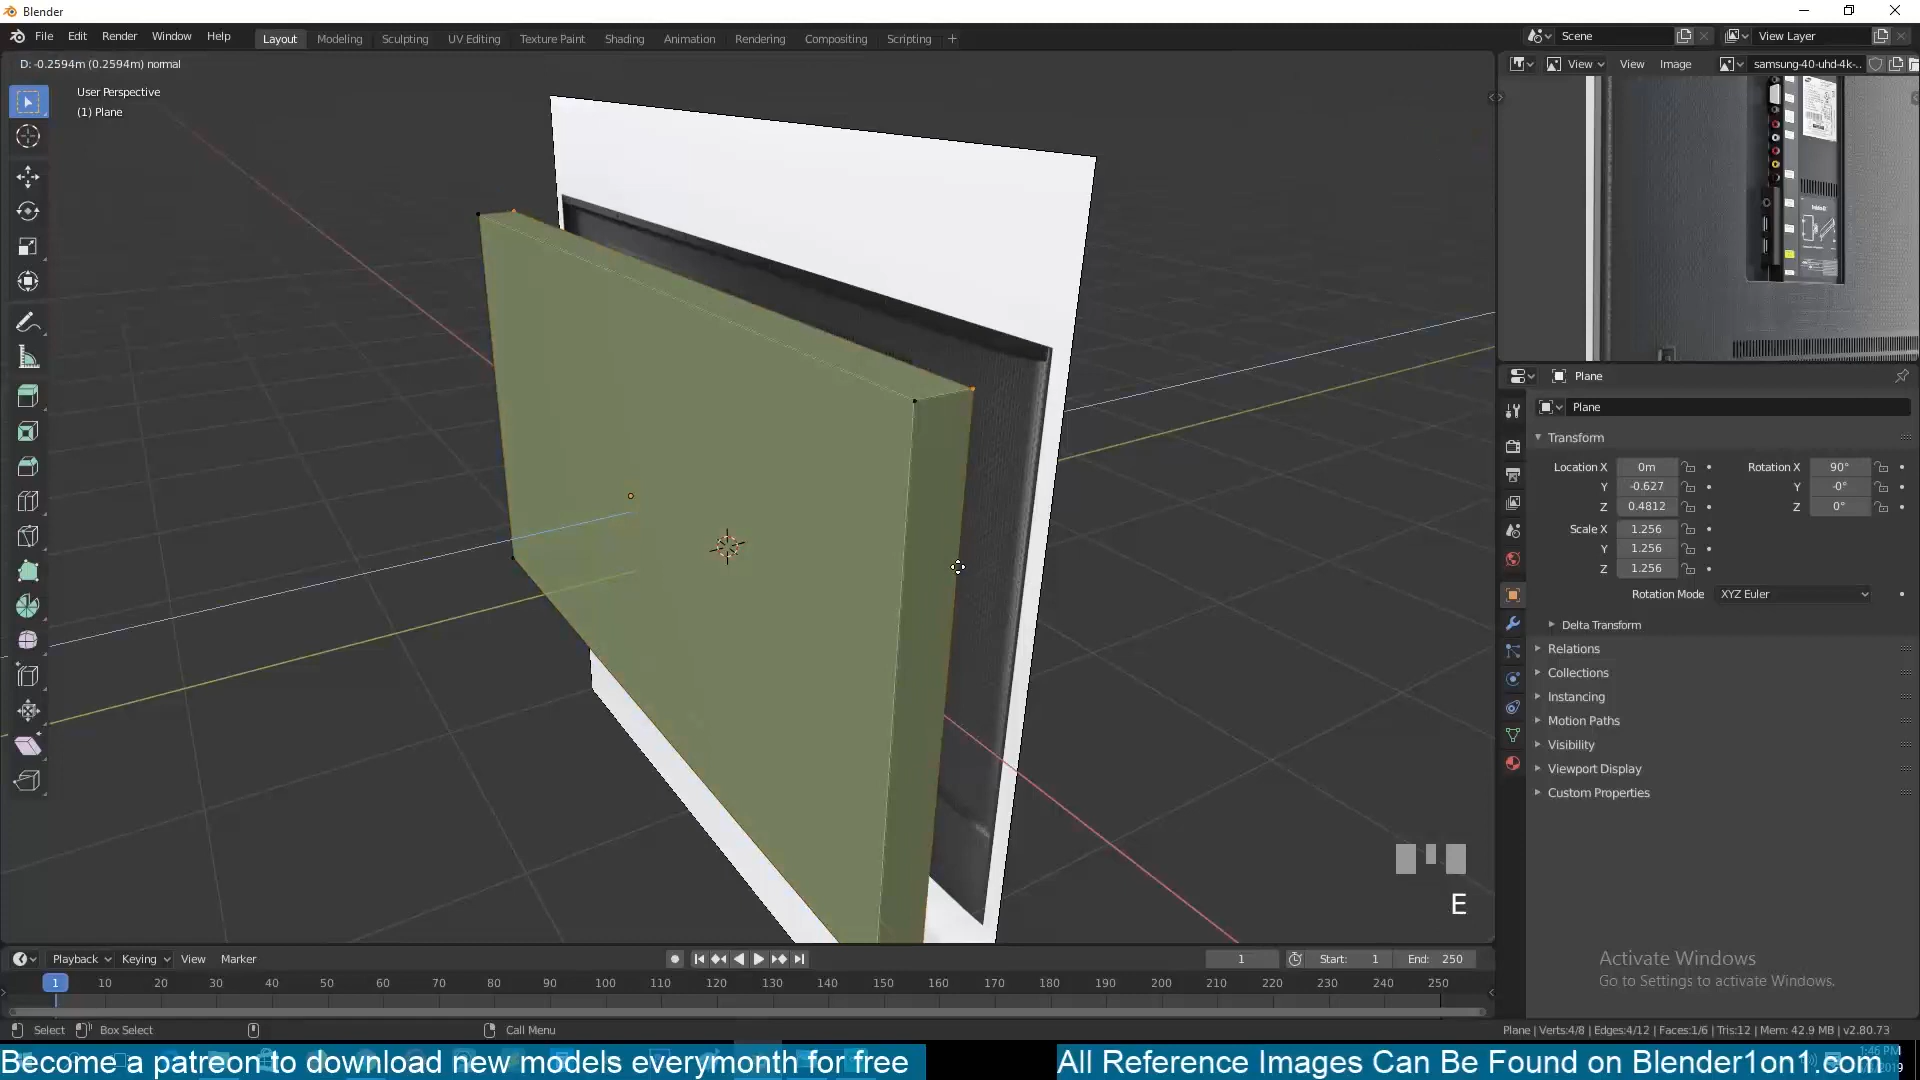 Blender
File Edit Render Window Help
Layout Modeling Sculpting UV Editing Texture Paint Shading Animation Rendering Compositing Scripting +
Scene
View Layer
D: -0.2594m (0.2594m) normal
View View Image samsung-40-uhd-4k-..
User Perspective
(1) Plane
Plane
Plane
Transform
Location X 0m Rotation X 90°
Y -0.627 Y -0°
Z 0.4812 Z 0°
Scale X 1.256
Y 1.256
Z 1.256
Rotation Mode XYZ Euler
Delta Transform
Relations
Collections
Instancing
Motion Paths
Visibility
Viewport Display
Custom Properties
E
Activate Windows
Go to Settings to activate Windows.
Playback Keying View Marker
1 Start: 1 End: 250
1 10 20 30 40 50 60 70 80 90 100 110 120 130 140 150 160 170 180 190 200 210 220 230 240 250
Select Box Select Call Menu
Plane | Verts:4/8 | Edges:4/12 | Faces:1/6 | Tris:12 | Mem: 42.9 MB | v2.80.73
Become a patreon to download new models everymonth for free
All Reference Images Can Be Found on Blender1on1.com
1:46 PM